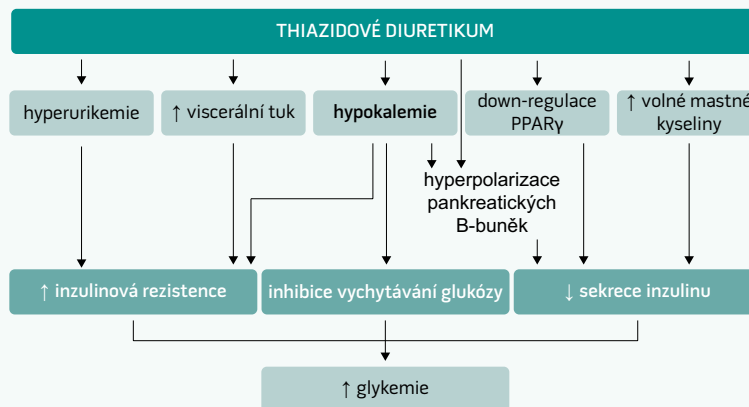 THIAZIDOVÉ DIURETIKUM
hyperurikemie
↑ viscerální tuk
hypokalemie
down-regulace
PPARγ
↑ volné mastné
kyseliny
hyperpolarizace
pankreatických
B-buněk
↑ inzulinová rezistence
inhibice vychytávání glukózy
↓ sekrece inzulinu
↑ glykemie